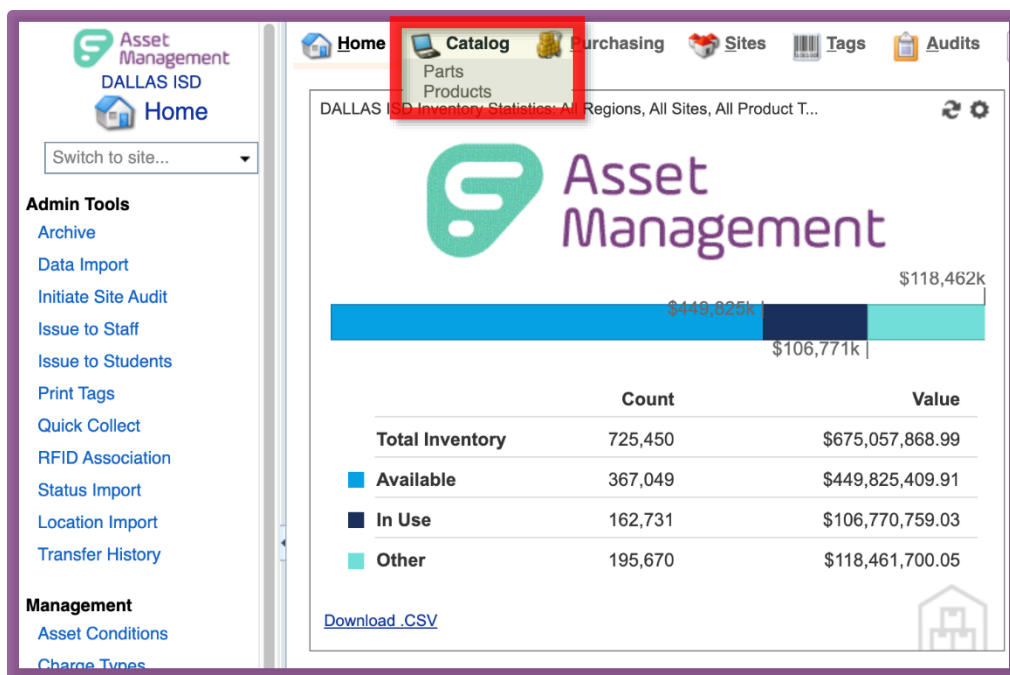 Asset
Management
DALLAS ISD
Home
Switch to site...
Admin Tools
Archive
Data Import
Initiate Site Audit
Issue to Staff
Issue to Students
Print Tags
Quick Collect
RFID Association
Status Import
Location Import
Transfer History
Management
Asset Conditions
Charge Types
Home Catalog Purchasing Sites Tags Audits
Parts
Products
DALLAS ISD Inventory Statistics: All Regions, All Sites, All Product T...
Asset
Management
$118,462k
$449,825k
$106,771k
Count Value
Total Inventory 725,450 $675,057,868.99
Available 367,049 $449,825,409.91
In Use 162,731 $106,770,759.03
Other 195,670 $118,461,700.05
Download .CSV